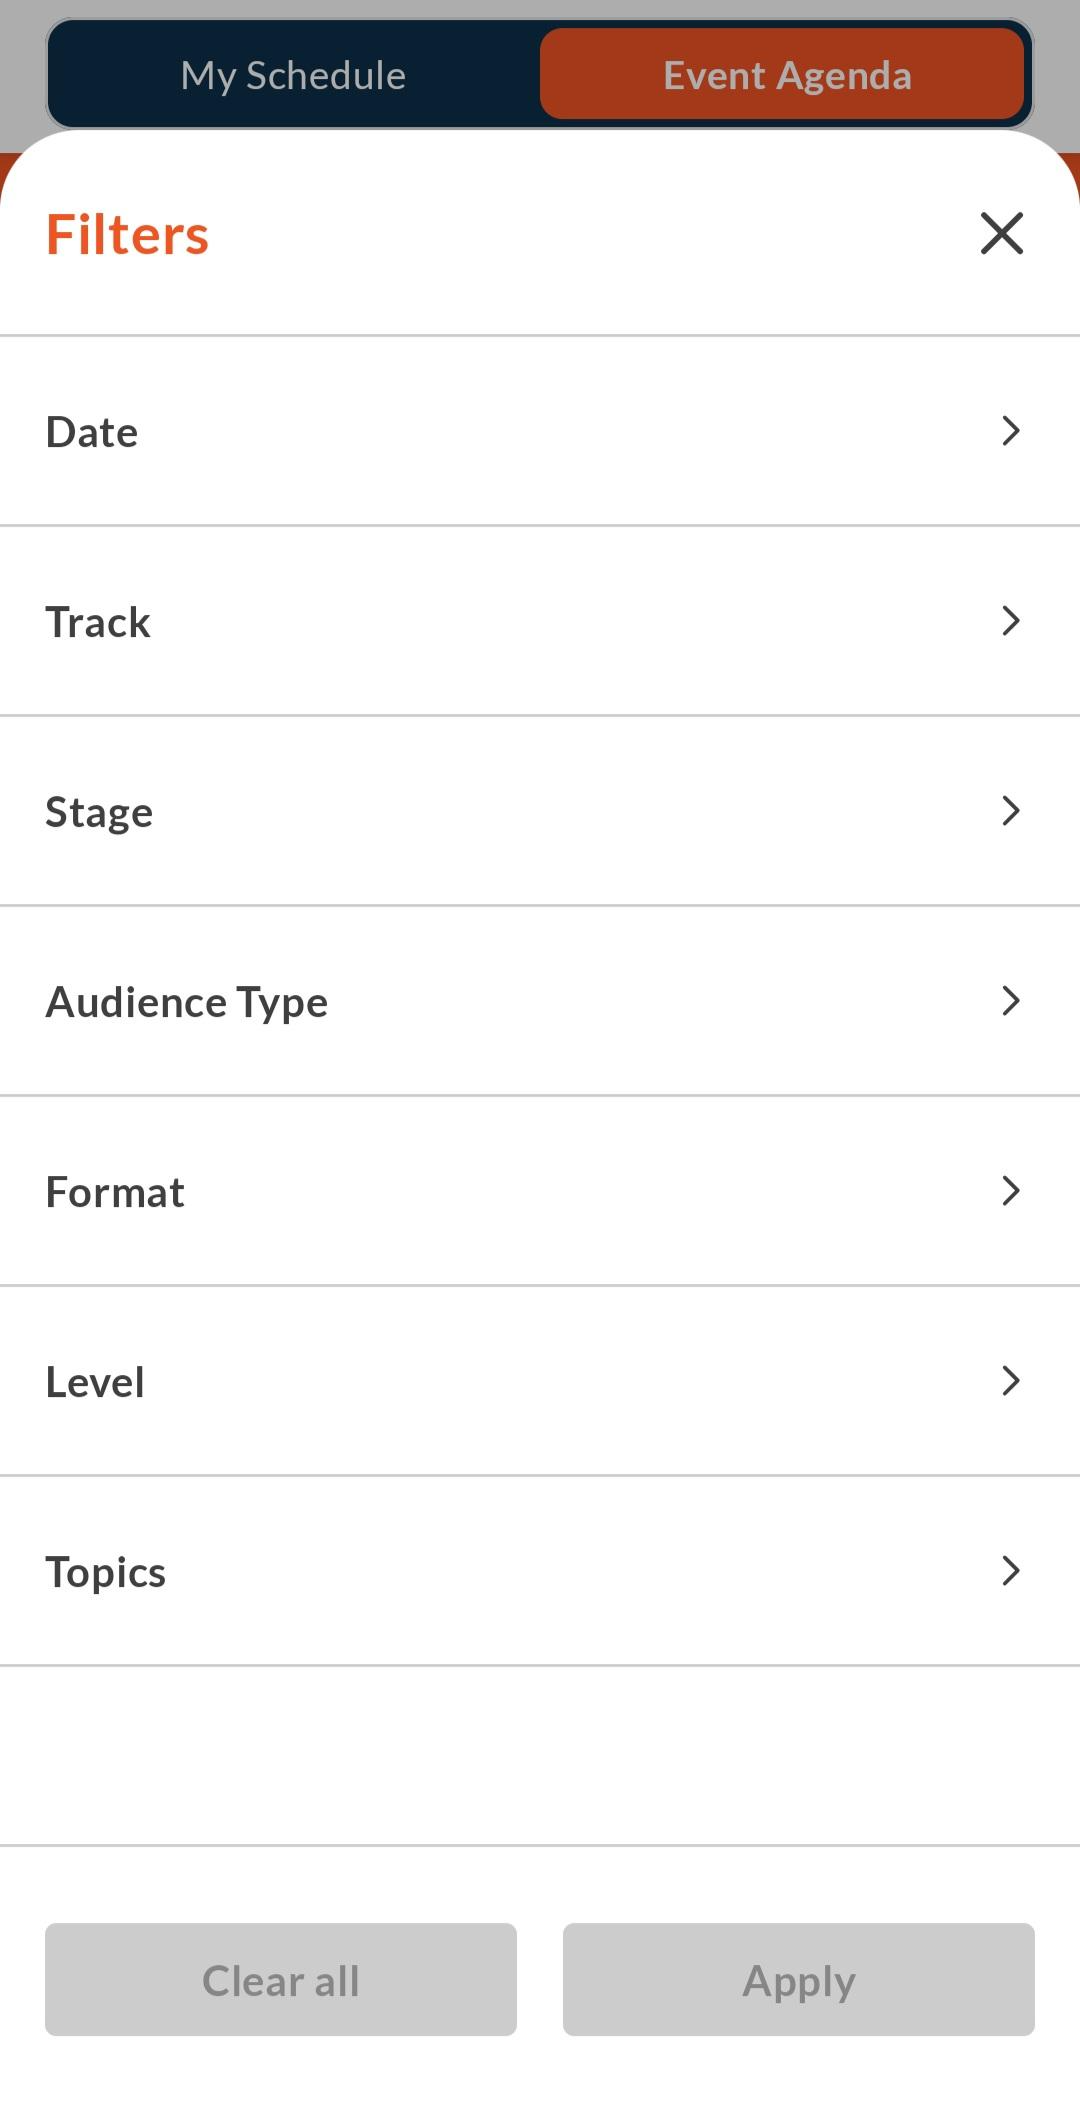 My Schedule
Event Agenda
Filters
Date
Track
Stage
Audience Type
Format
Level
Topics
Clear all
Apply